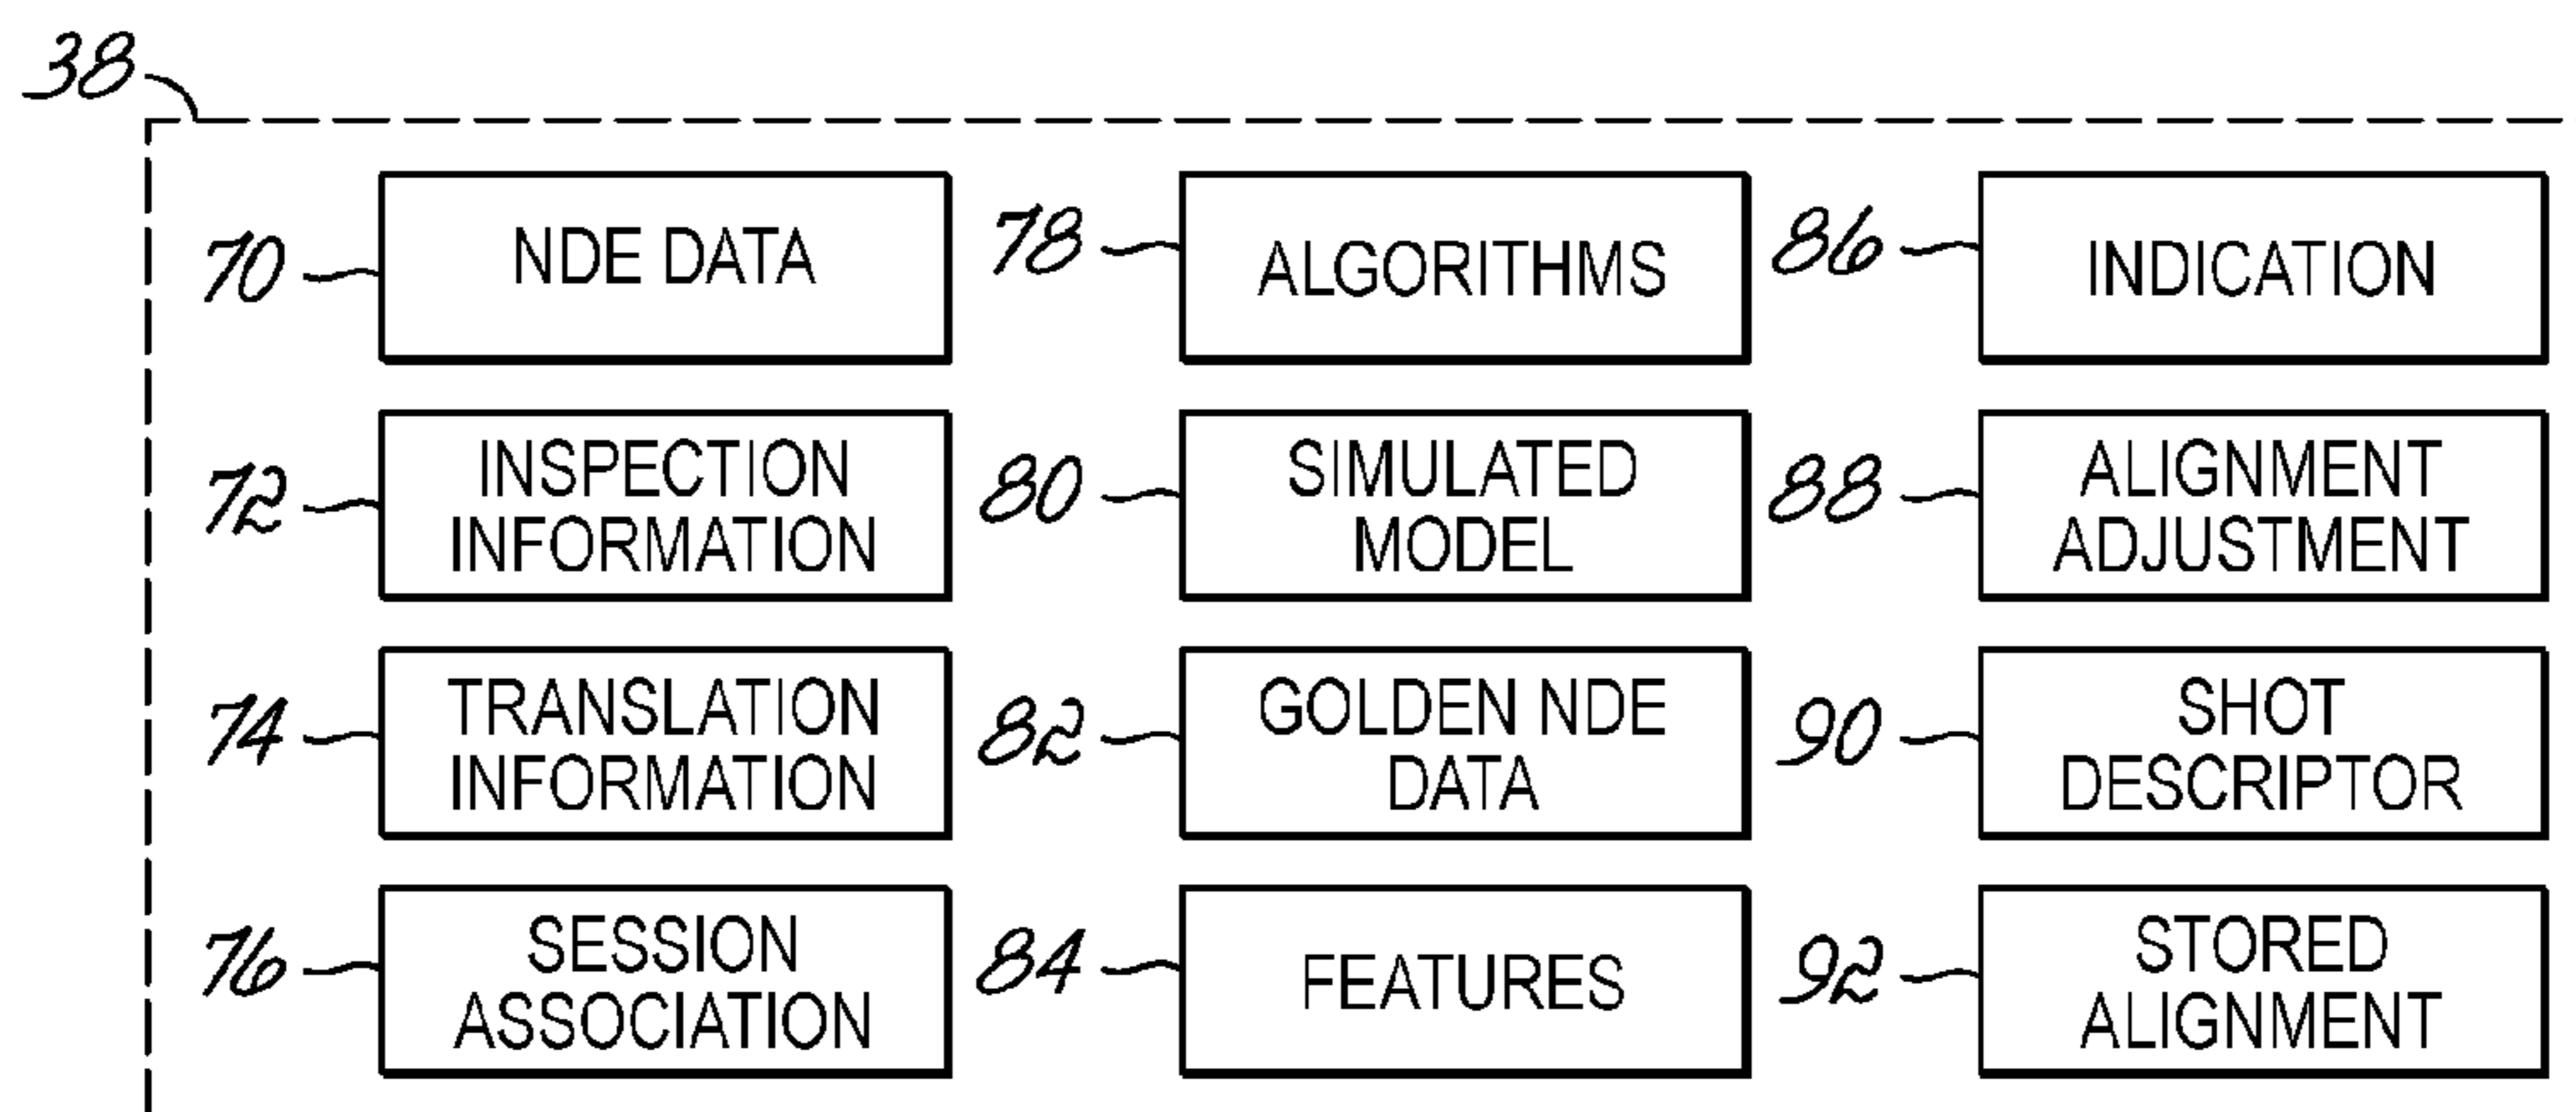 38
70 NDE DATA
78 ALGORITHMS
86 INDICATION
72 INSPECTION
INFORMATION
80 SIMULATED
MODEL
88 ALIGNMENT
ADJUSTMENT
74 TRANSLATION
INFORMATION
82 GOLDEN NDE
DATA
90 SHOT
DESCRIPTOR
76 SESSION
ASSOCIATION
84 FEATURES
92 STORED
ALIGNMENT